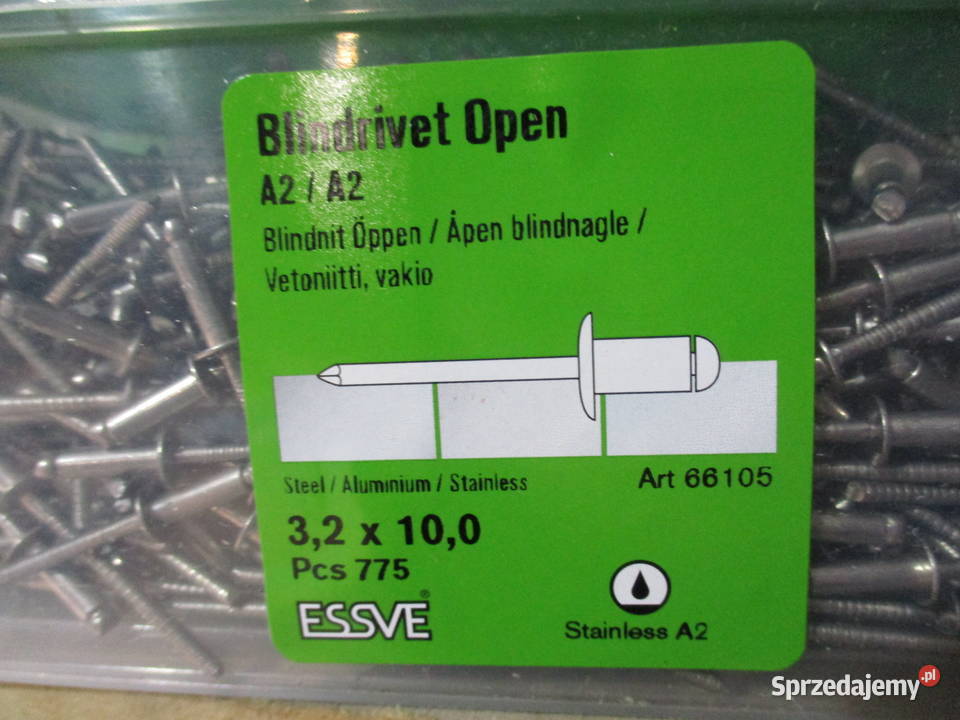 Blindrivet Open
A2 / A2
Blindnit Öppen / Åpen blindnagle /
Vetoniitti, vakio
Steel / Aluminium / Stainless
Art 66105
3,2 x 10,0
Pcs 775
ESSVE®
Stainless A2
Sprzedajemy.pl